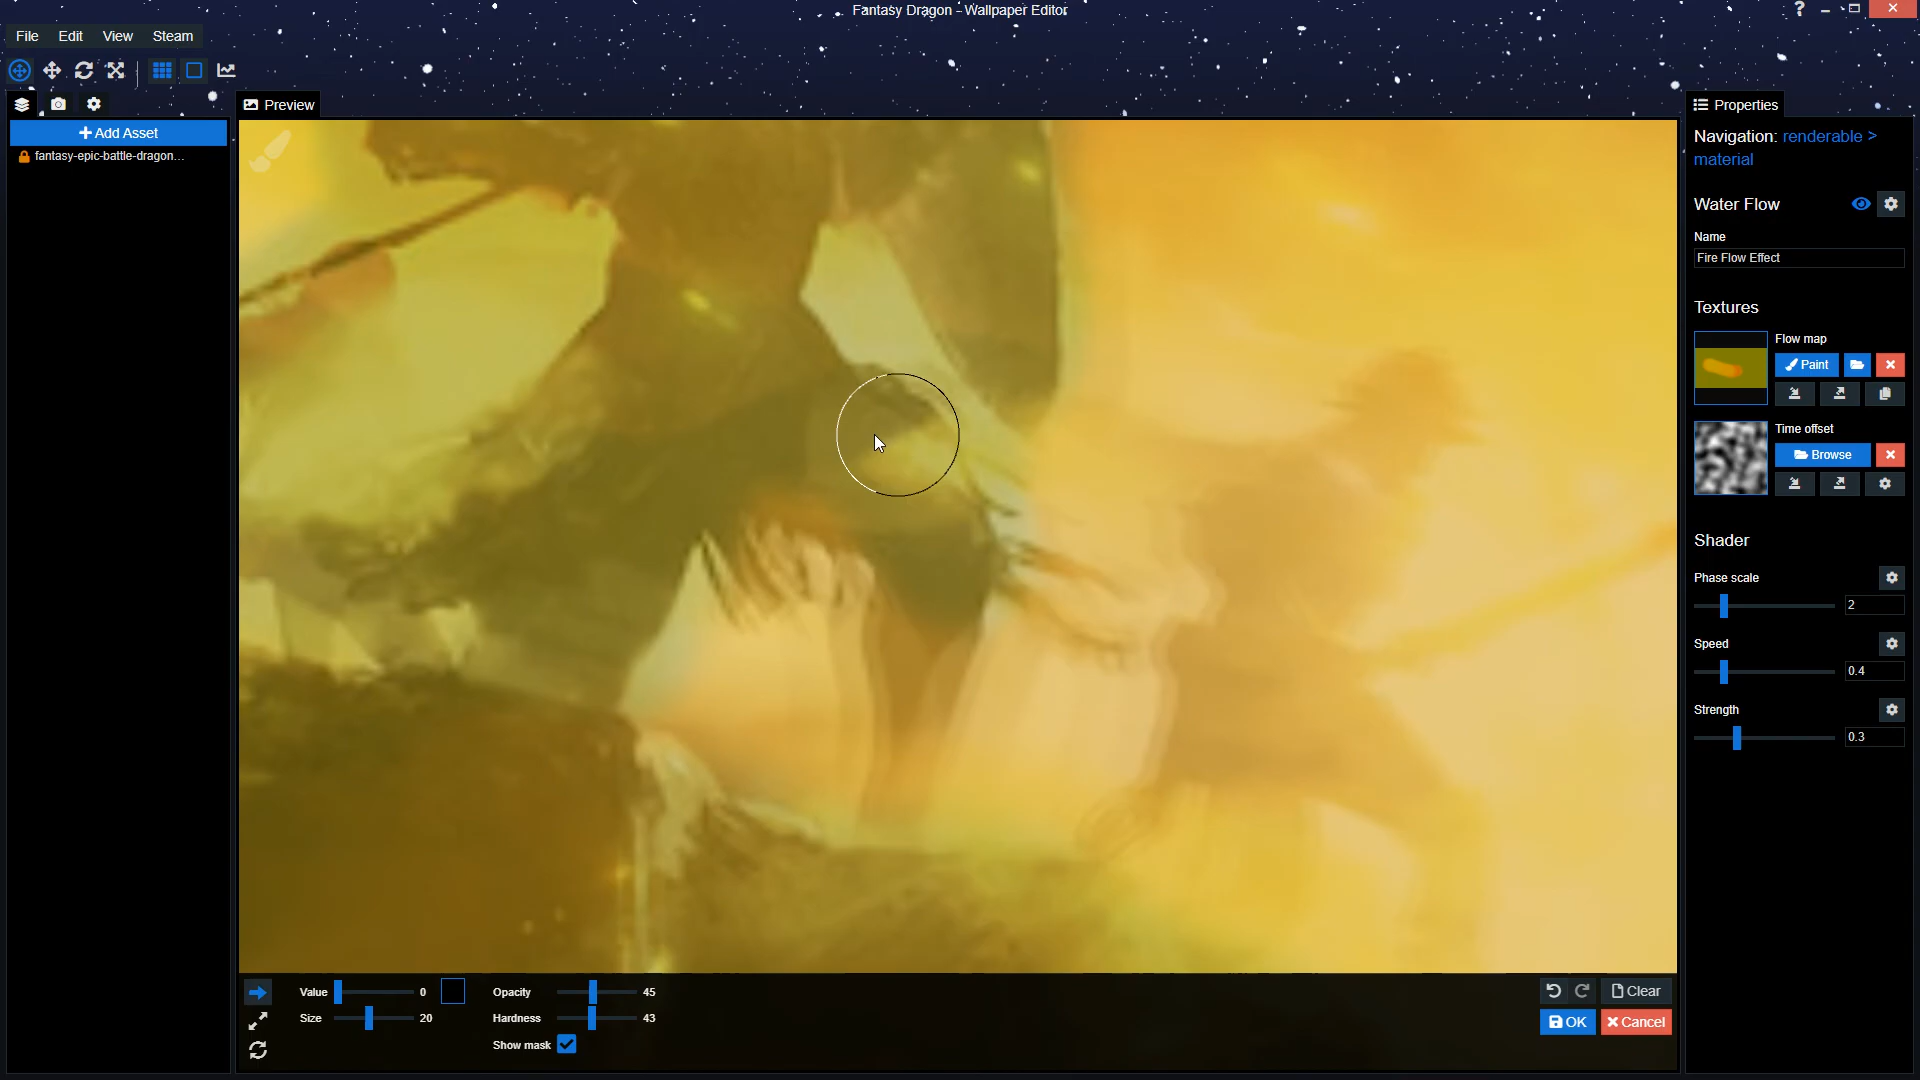 Fantasy Dragon - Wallpaper Editor
?
File Edit View Steam
Preview
Properties
Add Asset
fantasy-epic-battle-dragon...
Navigation: renderable >
material
Water Flow
Name
Fire Flow Effect
Textures
Flow map
Paint
Time offset
Browse
Shader
Phase scale
2
Speed
0.4
Strength
0.3
Value 0
Opacity 45
Clear
Size 20
Hardness 43
OK Cancel
Show mask